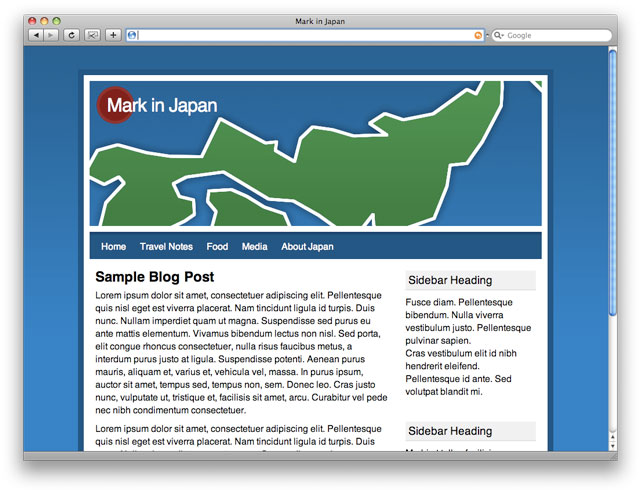 Mark in Japan
Google
Mark in Japan
Home Travel Notes Food Media About Japan
Sample Blog Post
Lorem ipsum dolor sit amet, consectetuer adipiscing elit. Pellentesque
quis nisl eget est viverra placerat. Nam tincidunt ligula id turpis. Duis
nunc. Nullam imperdiet quam ut magna. Suspendisse sed purus eu
ante mattis elementum. Vivamus bibendum lectus non nisl. Sed porta,
elit congue rhoncus consectetuer, nulla risus faucibus metus, a
interdum purus justo at ligula. Suspendisse potenti. Aenean purus
mauris, aliquam et, varius et, vehicula vel, massa. In purus ipsum,
auctor sit amet, tempus sed, tempus non, sem. Donec leo. Cras justo
nunc, vulputate ut, tristique et, facilisis sit amet, arcu. Curabitur vel pede
nec nibh condimentum consectetuer.
Lorem ipsum dolor sit amet, consectetuer adipiscing elit. Pellentesque
quis nisl eget est viverra placerat. Nam tincidunt ligula id turpis. Duis
Sidebar Heading
Fusce diam. Pellentesque
bibendum. Nulla viverra
vestibulum justo. Pellentesque
pulvinar sapien.
Cras vestibulum elit id nibh
hendrerit eleifend.
Pellentesque id ante. Sed
volutpat blandit mi.
Sidebar Heading